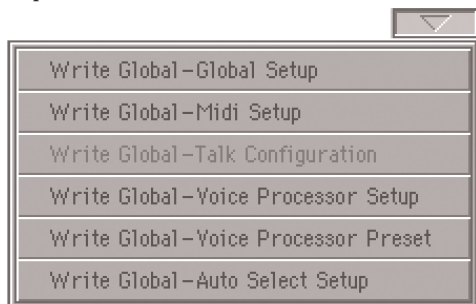 Write Global-Global Setup
Write Global-Midi Setup
Write Global-Talk Configuration
Write Global-Voice Processor Setup
Write Global-Voice Processor Preset
Write Global-Auto Select Setup